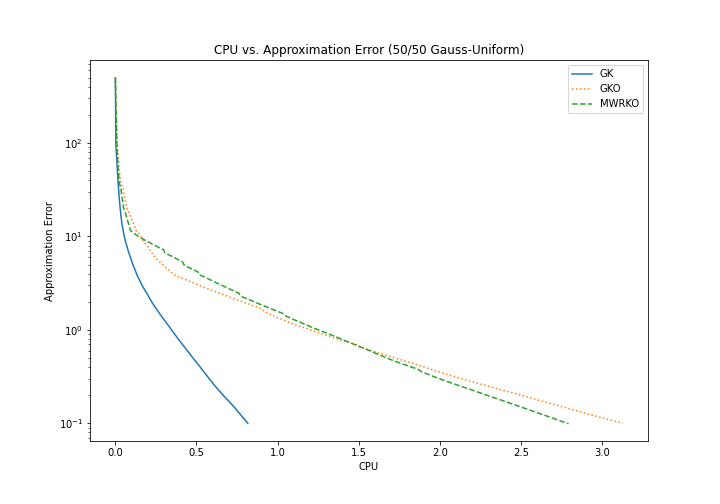 CPU vs. Approximation Error (50/50 Gauss-Uniform)
GK
GKO
MWRKO
Approximation Error
10²
10¹
10⁰
10⁻¹
0.0 0.5 1.0 1.5 2.0 2.5 3.0
CPU